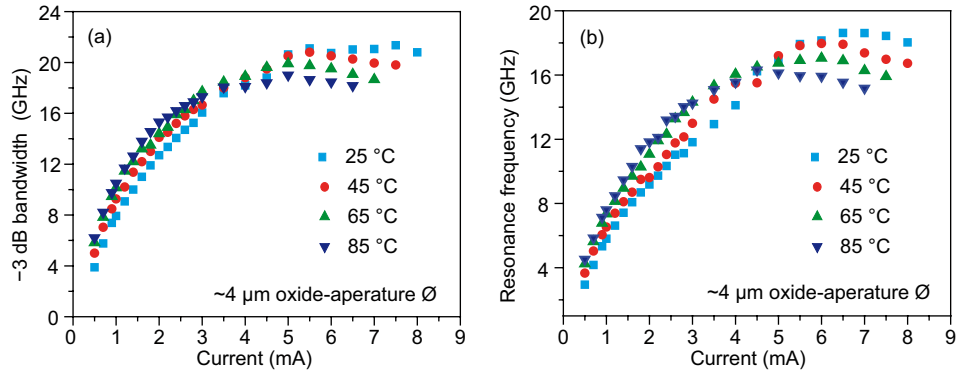 (a)
−3 dB bandwidth (GHz)
24
20
16
12
8
4
0
25 °C
45 °C
65 °C
85 °C
~4 µm oxide-aperature Ø
0 1 2 3 4 5 6 7 8 9
Current (mA)
(b)
Resonance frequency (GHz)
20
16
12
8
4
25 °C
45 °C
65 °C
85 °C
~4 µm oxide-aperature Ø
0 1 2 3 4 5 6 7 8 9
Current (mA)